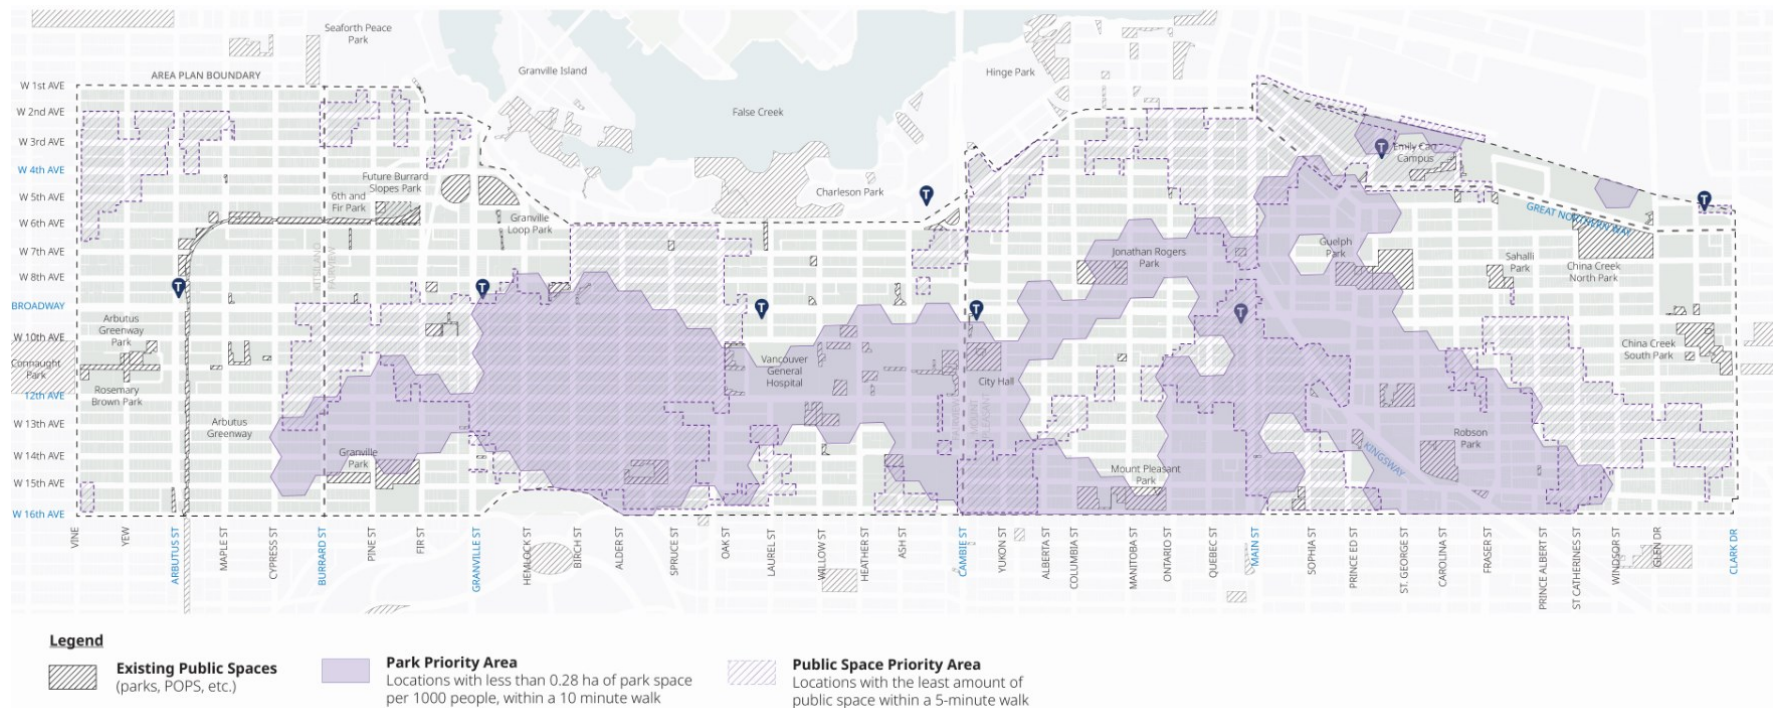 Seaforth Peace
Park
Granville Island
Hinge Park
AREA PLAN BOUNDARY
W 1st AVE
W 2nd AVE
False Creek
W 3rd AVE
Emily Carr
Campus
W 4th AVE
Future Burrard
Slopes Park
Charleson Park
W 5th AVE
6th and
Fir Park
GREAT NORTHERN WAY
W 6th AVE
Granville
Loop Park
W 7th AVE
Jonathan Rogers
Park
Guelph
Park
Sahalli
Park
China Creek
North Park
KITSILANO
FAIRVIEW
W 8th AVE
T
T
T
T
T
T
T
T
BROADWAY
Arbutus
Greenway
Park
W 10th AVE
China Creek
South Park
Connaught
Park
Vancouver
General
Hospital
City Hall
Rosemary
Brown Park
12th AVE
FAIRVIEW
MOUNT
PLEASANT
W 13th AVE
Arbutus
Greenway
Robson
Park
W 14th AVE
Granville
Park
KINGSWAY
Mount Pleasant
Park
W 15th AVE
W 16th AVE
VINE
YEW
ARBUTUS ST
MAPLE ST
CYPRESS ST
BURRARD ST
PINE ST
FIR ST
GRANVILLE ST
HEMLOCK ST
BIRCH ST
ALDER ST
SPRUCE ST
OAK ST
LAUREL ST
WILLOW ST
HEATHER ST
ASH ST
CAMBIE ST
YUKON ST
ALBERTA ST
COLUMBIA ST
MANITOBA ST
ONTARIO ST
QUEBEC ST
MAIN ST
SOPHIA ST
PRINCE ED ST
ST. GEORGE ST
CAROLINA ST
FRASER ST
PRINCE ALBERT ST
ST CATHERINES ST
WINDSOR ST
GLEN DR
CLARK DR
Legend
Existing Public Spaces
(parks, POPS, etc.)
Park Priority Area
Locations with less than 0.28 ha of park space
per 1000 people, within a 10 minute walk
Public Space Priority Area
Locations with the least amount of
public space within a 5-minute walk